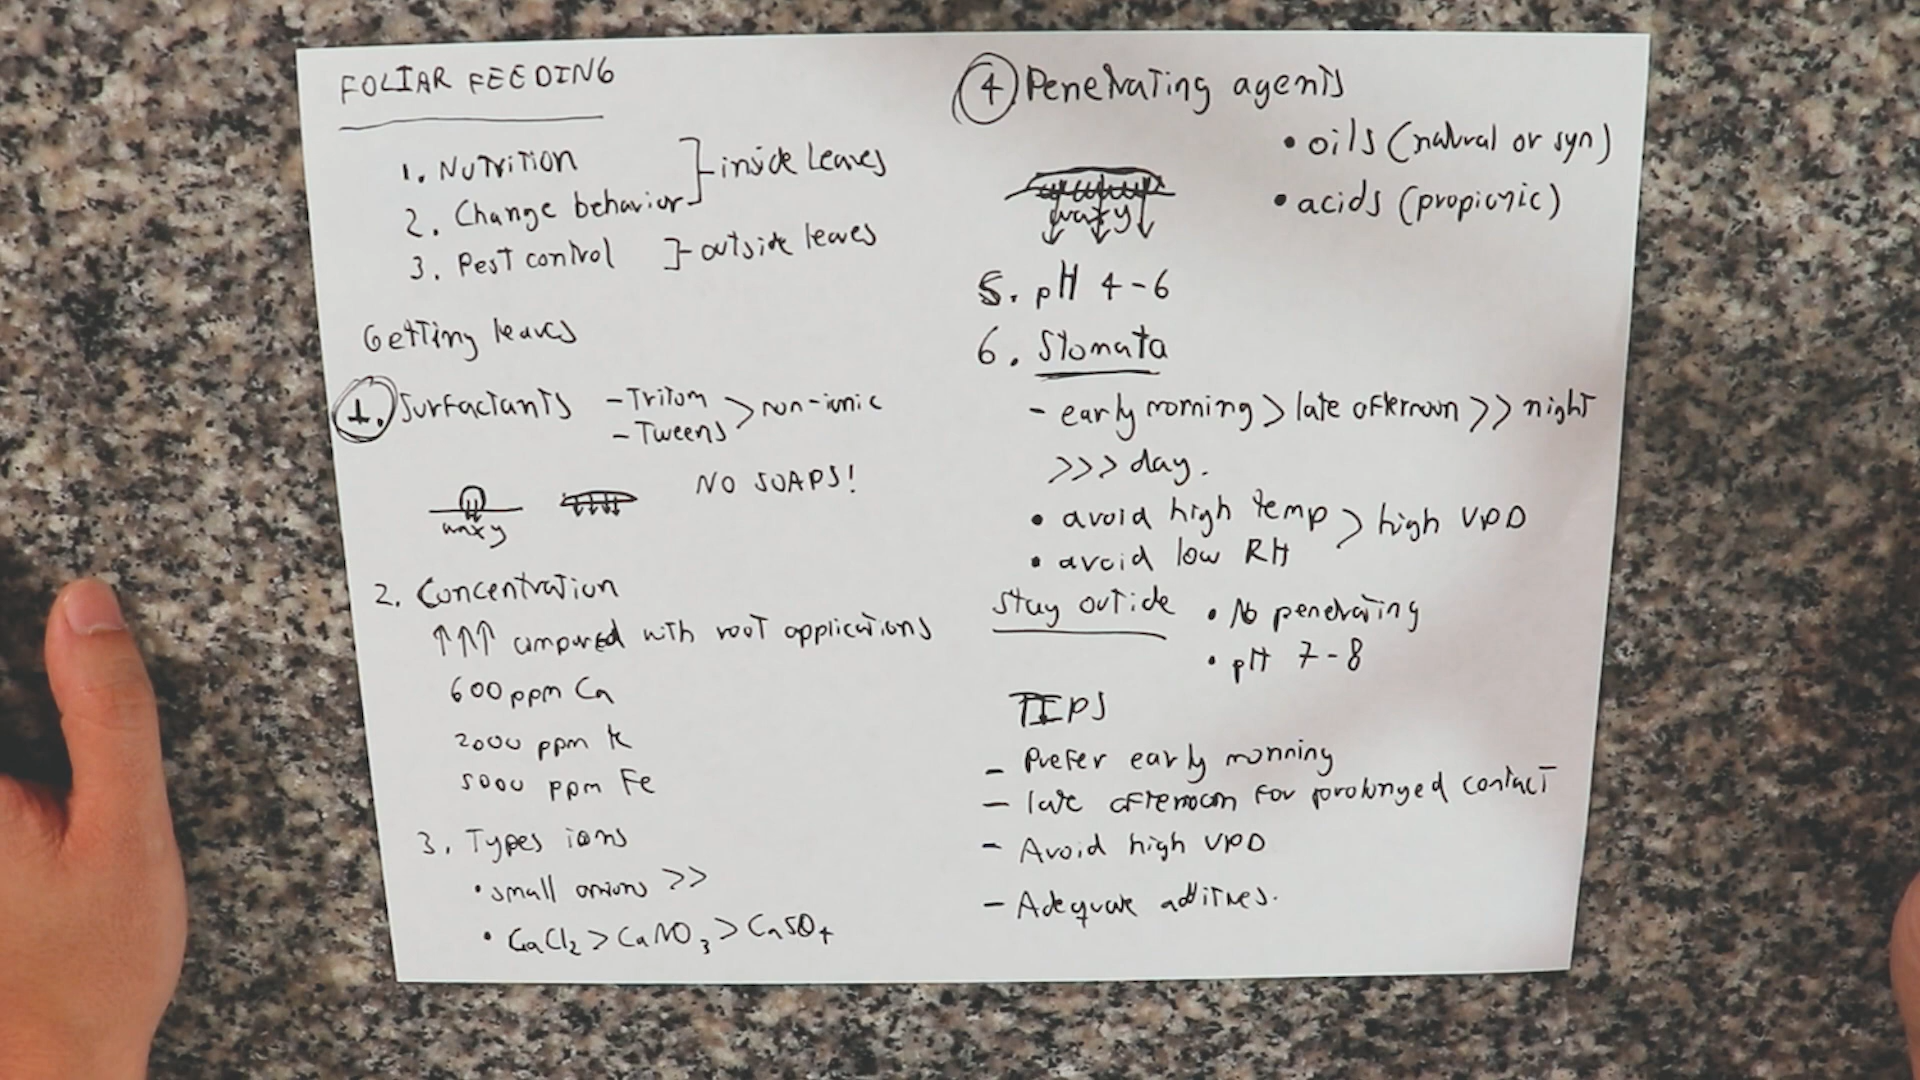 FOLIAR FEEDING
1. Nutrition
2. Change behavior
inside leaves
3. Pest control
outside leaves
Getting leaves
1. Surfactants
- Tritom
- Tweens
> non-ionic
NO SOAPS!
waxy
2. Concentration
↑↑↑ compared with root applications
600 ppm Ca
2000 ppm K
5000 ppm Fe
3. Types ions
• small anions >>
• CaCl2 > CaNO3 > CaSO4
4 Penetrating agents
• oils (natural or syn)
• acids (propionic)
waxy
5. pH 4-6
6. Stomata
- early morning > late afternoon >> night
>>> day.
• avoid high temp
• avoid low RH
> high VPD
Stay outside
• No penetrating
• pH 7-8
TIPS
- Prefer early morning
- late afternoon for prolonged contact
- Avoid high VPD
- Adequate additives.